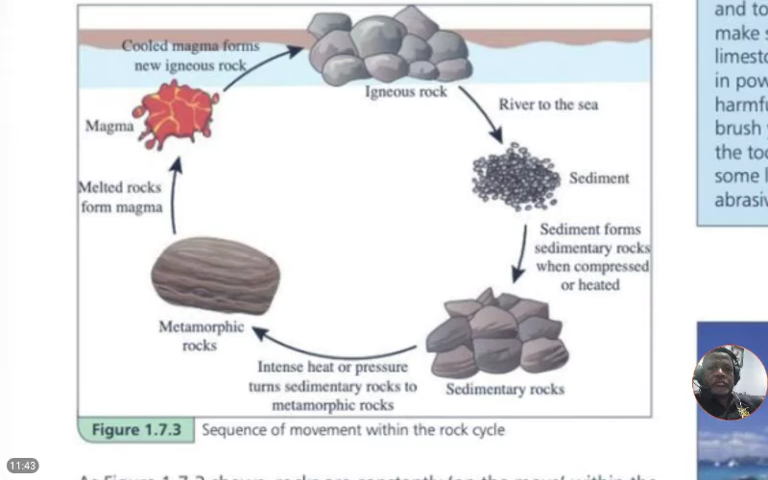 Cooled magma forms
new igneous rock
Igneous rock
River to the sea
Magma
Sediment
Melted rocks
form magma
Sediment forms
sedimentary rocks
when compressed
or heated
Metamorphic
rocks
Intense heat or pressure
turns sedimentary rocks to
metamorphic rocks
Sedimentary rocks
Figure 1.7.3 Sequence of movement within the rock cycle
and to
make
in
harmfu
brush
the
some
abrasiv
11:43